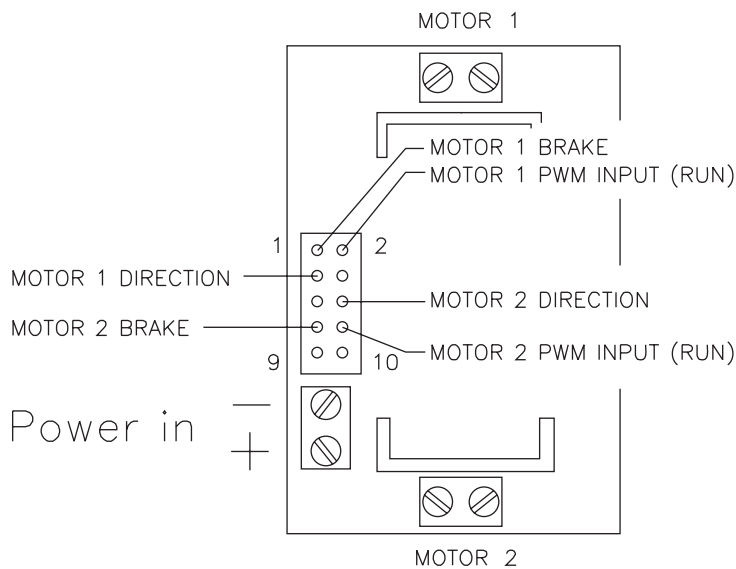 MOTOR 1
MOTOR 1 BRAKE
MOTOR 1 PWM INPUT (RUN)
1
2
MOTOR 1 DIRECTION
MOTOR 2 DIRECTION
MOTOR 2 BRAKE
MOTOR 2 PWM INPUT (RUN)
9
10
Power in
−
+
MOTOR 2